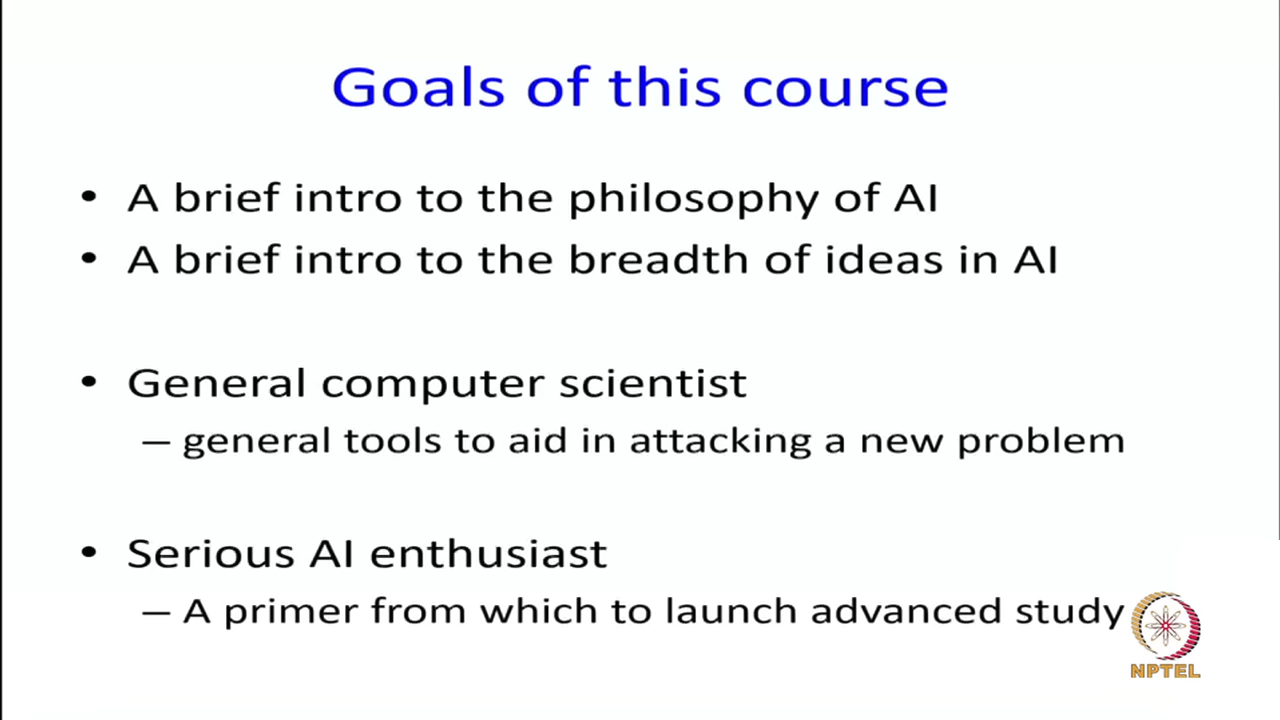 Goals of this course
• A brief intro to the philosophy of AI
• A brief intro to the breadth of ideas in AI
• General computer scientist
– general tools to aid in attacking a new problem
• Serious AI enthusiast
– A primer from which to launch advanced study
NPTEL